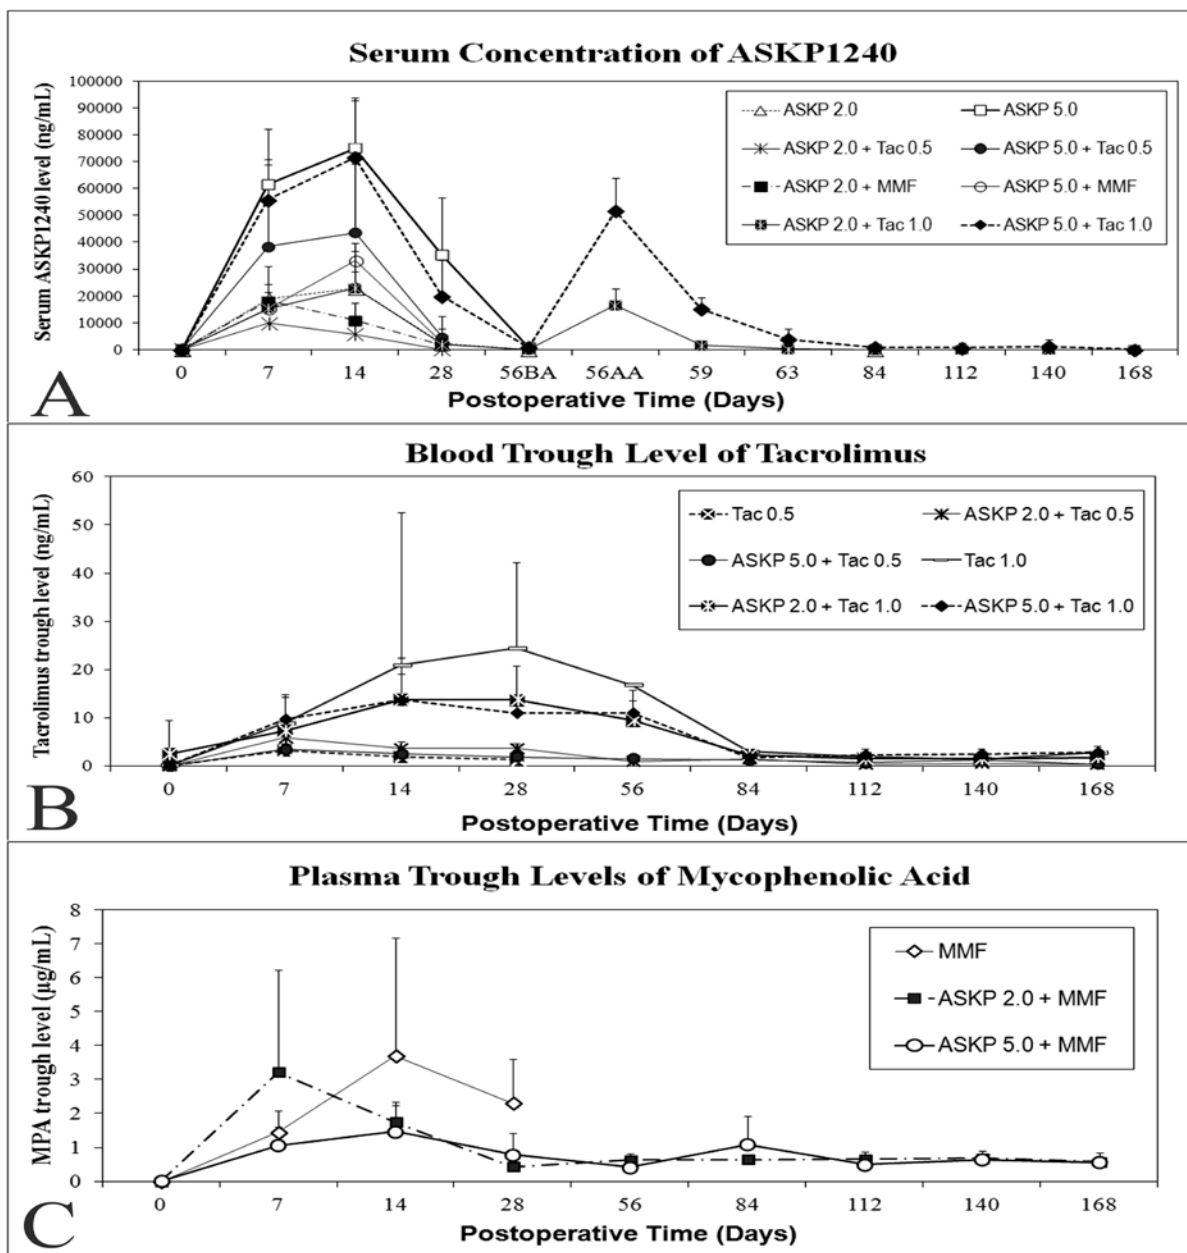 Serum Concentration of ASKP1240
Serum ASKP1240 level (ng/mL)
100000
90000
80000
70000
60000
50000
40000
30000
20000
10000
0
ASKP 2.0
ASKP 5.0
ASKP 2.0 + Tac 0.5
ASKP 5.0 + Tac 0.5
ASKP 2.0 + MMF
ASKP 5.0 + MMF
ASKP 2.0 + Tac 1.0
ASKP 5.0 + Tac 1.0
0 7 14 28 56BA 56AA 59 63 84 112 140 168
Postoperative Time (Days)
A
Blood Trough Level of Tacrolimus
Tacrolimus trough level (ng/mL)
60
50
40
30
20
10
0
Tac 0.5
ASKP 2.0 + Tac 0.5
ASKP 5.0 + Tac 0.5
Tac 1.0
ASKP 2.0 + Tac 1.0
ASKP 5.0 + Tac 1.0
0 7 14 28 56 84 112 140 168
Postoperative Time (Days)
B
Plasma Trough Levels of Mycophenolic Acid
MPA trough level (µg/mL)
8
7
6
5
4
3
2
1
0
MMF
ASKP 2.0 + MMF
ASKP 5.0 + MMF
0 7 14 28 56 84 112 140 168
Postoperative Time (Days)
C